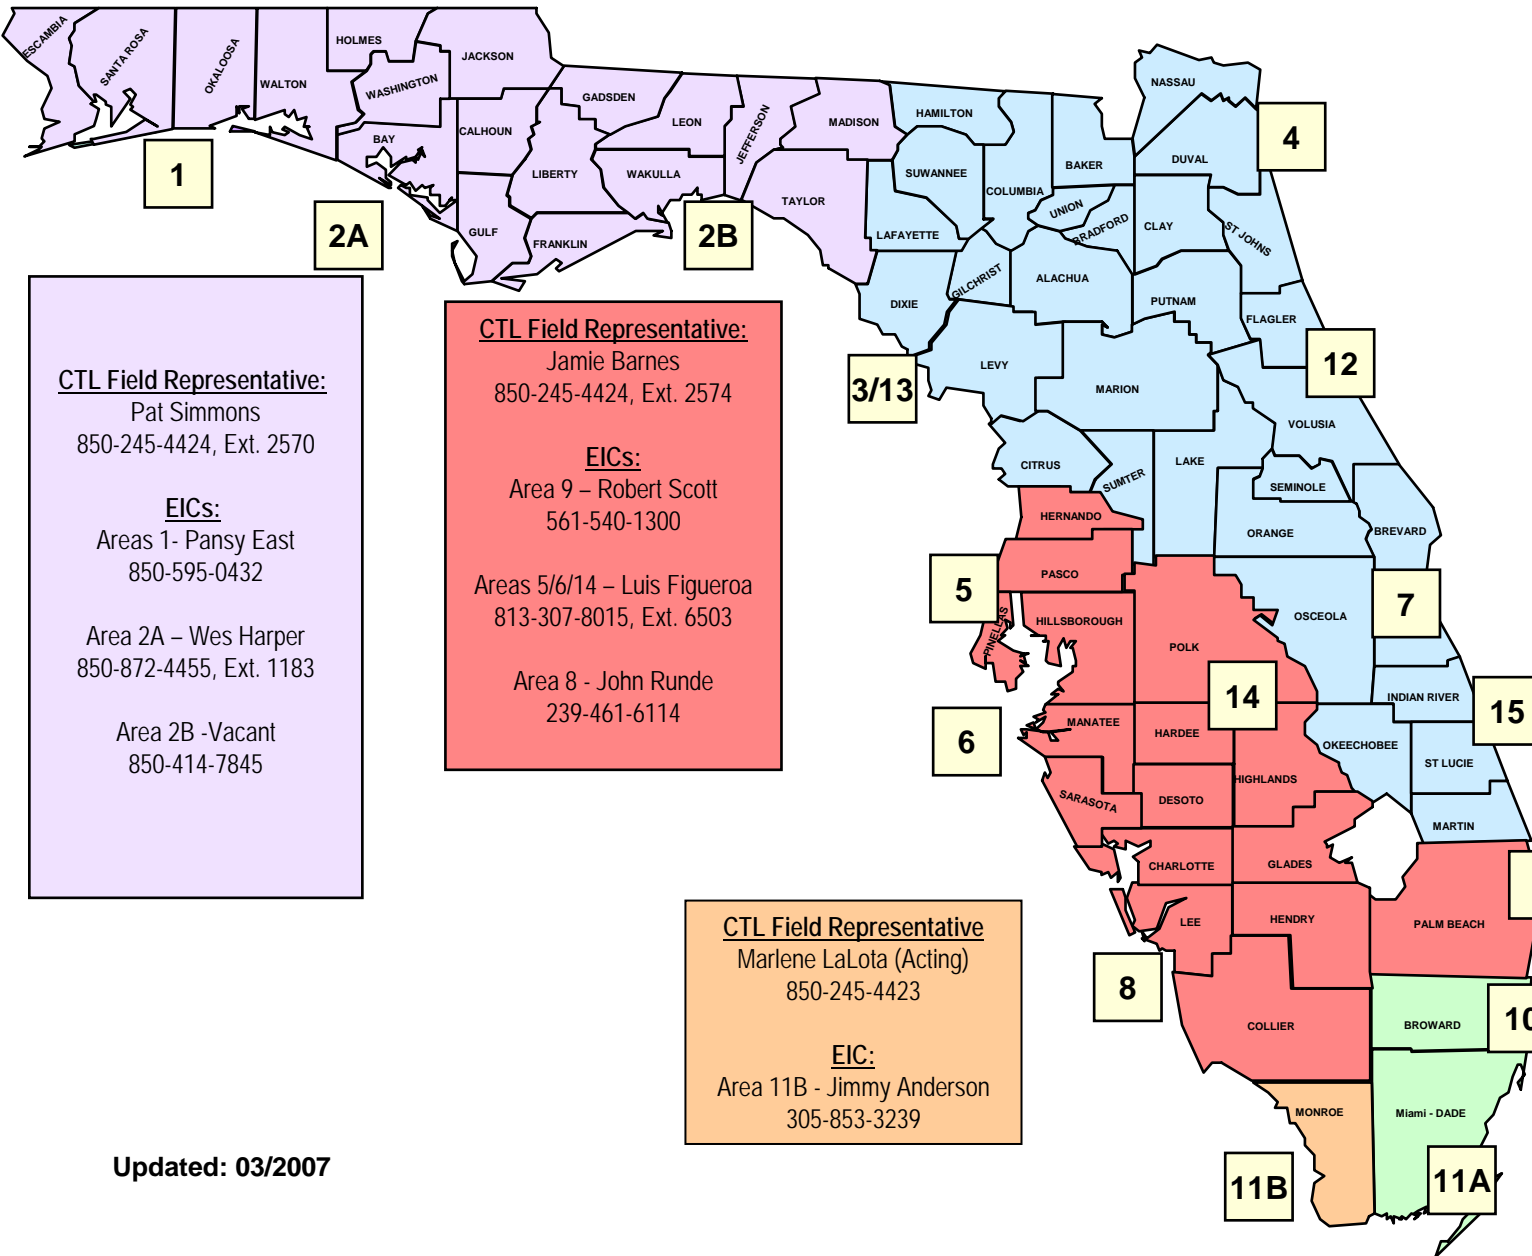 ESCAMBIA
SANTA ROSA
OKALOOSA
WALTON
HOLMES
WASHINGTON
JACKSON
BAY
CALHOUN
GULF
GADSDEN
LIBERTY
FRANKLIN
LEON
WAKULLA
JEFFERSON
MADISON
TAYLOR
HAMILTON
SUWANNEE
LAFAYETTE
COLUMBIA
BAKER
NASSAU
DUVAL
UNION
BRADFORD
CLAY
ST JOHNS
DIXIE
GILCHRIST
ALACHUA
PUTNAM
FLAGLER
LEVY
MARION
VOLUSIA
CITRUS
SUMTER
LAKE
SEMINOLE
ORANGE
BREVARD
HERNANDO
PASCO
PINELLAS
HILLSBOROUGH
POLK
OSCEOLA
INDIAN RIVER
MANATEE
HARDEE
HIGHLANDS
OKEECHOBEE
ST LUCIE
SARASOTA
DESOTO
MARTIN
CHARLOTTE
GLADES
LEE
HENDRY
PALM BEACH
COLLIER
BROWARD
MONROE
Miami - DADE
1
2A
2B
4
3/13
12
5
7
14
15
6
8
10
11B
11A
CTL Field Representative:
Pat Simmons
850-245-4424, Ext. 2570
EICs:
Areas 1- Pansy East
850-595-0432
Area 2A – Wes Harper
850-872-4455, Ext. 1183
Area 2B -Vacant
850-414-7845
CTL Field Representative:
Jamie Barnes
850-245-4424, Ext. 2574
EICs:
Area 9 – Robert Scott
561-540-1300
Areas 5/6/14 – Luis Figueroa
813-307-8015, Ext. 6503
Area 8 - John Runde
239-461-6114
CTL Field Representative
Marlene LaLota (Acting)
850-245-4423
EIC:
Area 11B - Jimmy Anderson
305-853-3239
Updated: 03/2007